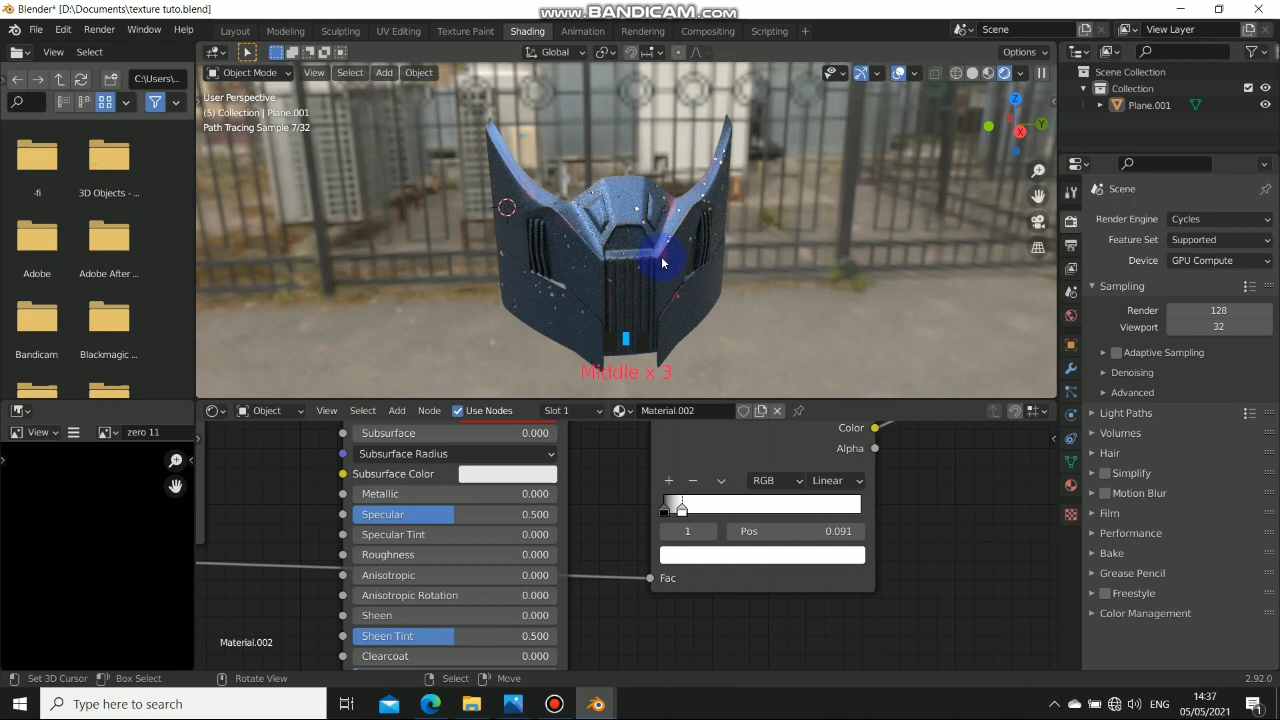 Blender* [D:\Documents\texture tuto.blend]
www.BANDICAM.com
File Edit Render Window Help
Layout Modeling Sculpting UV Editing Texture Paint Shading Animation Rendering Compositing Scripting +
Scene
View Layer
View Select
Global
Options
C:\Users\...
Object Mode View Select Add Object
User Perspective
(5) Collection | Plane.001
Path Tracing Sample 7/32
X
Y
Z
Middle x 3
-fi
3D Objects - ...
Adobe
Adobe After ...
Bandicam
Blackmagic ...
View
zero 11
Object View Select Add Node Use Nodes Slot 1 Material.002
Subsurface 0.000
Subsurface Radius
Subsurface Color
Metallic 0.000
Specular 0.500
Specular Tint 0.000
Roughness 0.000
Anisotropic 0.000
Anisotropic Rotation 0.000
Sheen 0.000
Sheen Tint 0.500
Clearcoat 0.000
Material.002
Color
Alpha
RGB Linear
1 Pos 0.091
Fac
Scene Collection
Collection
Plane.001
Scene
Render Engine Cycles
Feature Set Supported
Device GPU Compute
Sampling
Render 128
Viewport 32
Adaptive Sampling
Denoising
Advanced
Light Paths
Volumes
Hair
Simplify
Motion Blur
Film
Performance
Bake
Grease Pencil
Freestyle
Color Management
Set 3D Cursor Box Select Rotate View Select Move 2.92.0
Type here to search
ENG
14:37
05/05/2021